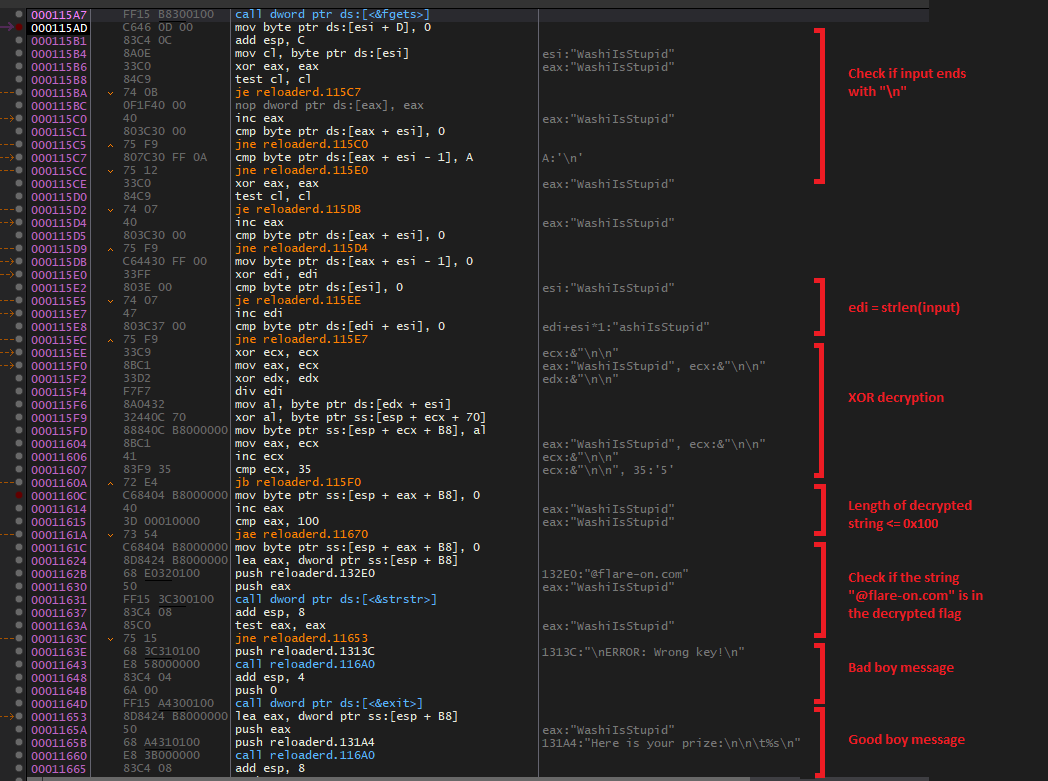 000115A7 FF15 B8300100 call dword ptr ds:[<&fgets>]
000115AD C646 0D 00 mov byte ptr ds:[esi + D], 0
000115B1 83C4 0C add esp, C
000115B4 8A0E mov cl, byte ptr ds:[esi] esi:"WashiIsStupid"
000115B6 33C0 xor eax, eax eax:"WashiIsStupid"
000115B8 84C9 test cl, cl
000115BA 74 0B je reloaderd.115C7
000115BC 0F1F40 00 nop dword ptr ds:[eax], eax
000115C0 40 inc eax eax:"WashiIsStupid"
000115C1 803C30 00 cmp byte ptr ds:[eax + esi], 0
000115C5 75 F9 jne reloaderd.115C0
000115C7 807C30 FF 0A cmp byte ptr ds:[eax + esi - 1], A A:'\n'
000115CC 75 12 jne reloaderd.115E0
000115CE 33C0 xor eax, eax eax:"WashiIsStupid"
000115D0 84C9 test cl, cl
000115D2 74 07 je reloaderd.115DB
000115D4 40 inc eax eax:"WashiIsStupid"
000115D5 803C30 00 cmp byte ptr ds:[eax + esi], 0
000115D9 75 F9 jne reloaderd.115D4
000115DB C64430 FF 00 mov byte ptr ds:[eax + esi - 1], 0
000115E0 33FF xor edi, edi
000115E2 803E 00 cmp byte ptr ds:[esi], 0 esi:"WashiIsStupid"
000115E5 74 07 je reloaderd.115EE
000115E7 47 inc edi
000115E8 803C37 00 cmp byte ptr ds:[edi + esi], 0 edi+esi*1:"ashiIsStupid"
000115EC 75 F9 jne reloaderd.115E7
000115EE 33C9 xor ecx, ecx ecx:&"\n\n"
000115F0 8BC1 mov eax, ecx eax:"WashiIsStupid", ecx:&"\n\n"
000115F2 33D2 xor edx, edx edx:&"\n\n"
000115F4 F7F7 div edi
000115F6 8A0432 mov al, byte ptr ds:[edx + esi]
000115F9 32440C 70 xor al, byte ptr ss:[esp + ecx + 70]
000115FD 88840C B8000000 mov byte ptr ss:[esp + ecx + B8], al
00011604 8BC1 mov eax, ecx eax:"WashiIsStupid", ecx:&"\n\n"
00011606 41 inc ecx ecx:&"\n\n"
00011607 83F9 35 cmp ecx, 35 ecx:&"\n\n", 35:'5'
0001160A 72 E4 jb reloaderd.115F0
0001160C C68404 B8000000 mov byte ptr ss:[esp + eax + B8], 0
00011614 40 inc eax eax:"WashiIsStupid"
00011615 3D 00010000 cmp eax, 100 eax:"WashiIsStupid"
0001161A 73 54 jae reloaderd.11670
0001161C C68404 B8000000 mov byte ptr ss:[esp + eax + B8], 0
00011624 8D8424 B8000000 lea eax, dword ptr ss:[esp + B8]
0001162B 68 E0320100 push reloaderd.132E0 132E0:"@flare-on.com"
00011630 50 push eax eax:"WashiIsStupid"
00011631 FF15 3C300100 call dword ptr ds:[<&strstr>]
00011637 83C4 08 add esp, 8
0001163A 85C0 test eax, eax eax:"WashiIsStupid"
0001163C 75 15 jne reloaderd.11653
0001163E 68 3C310100 push reloaderd.1313C 1313C:"\nERROR: Wrong key!\n"
00011643 E8 58000000 call reloaderd.116A0
00011648 83C4 04 add esp, 4
0001164B 6A 00 push 0
0001164D FF15 A4300100 call dword ptr ds:[<&exit>]
00011653 8D8424 B8000000 lea eax, dword ptr ss:[esp + B8]
0001165A 50 push eax eax:"WashiIsStupid"
0001165B 68 A4310100 push reloaderd.131A4 131A4:"Here is your prize:\n\n\t%s\n"
00011660 E8 3B000000 call reloaderd.116A0
00011665 83C4 08 add esp, 8
Check if input ends
with "\n"
edi = strlen(input)
XOR decryption
Length of decrypted
string <= 0x100
Check if the string
"@flare-on.com" is in
the decrypted flag
Bad boy message
Good boy message